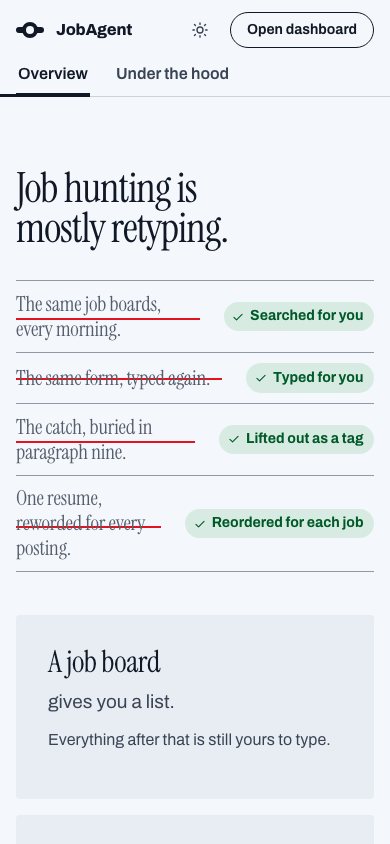 JobAgent
Open dashboard
Overview
Under the hood
Job hunting is
mostly retyping.
The same job boards,
every morning.
Searched for you
The same form, typed again.
Typed for you
The catch, buried in
paragraph nine.
Lifted out as a tag
One resume,
reworded for every
posting.
Reordered for each job
A job board
gives you a list.
Everything after that is still yours to type.